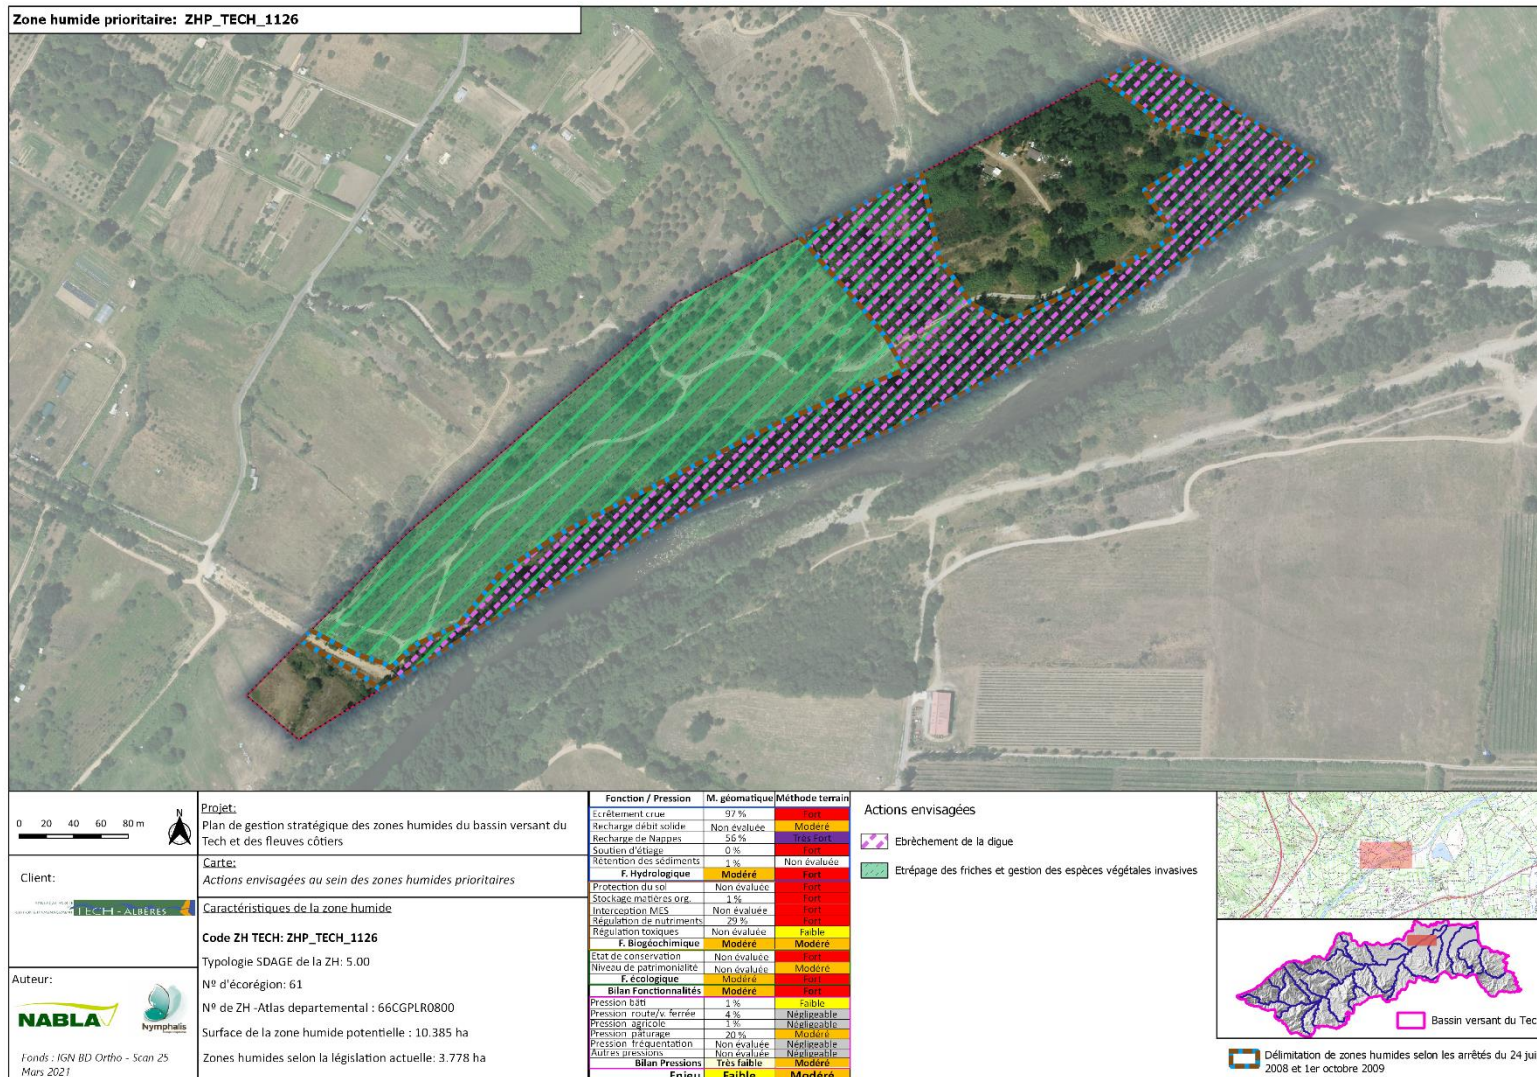 Zone humide prioritaire: ZHP_TECH_1126
0 20 40 60 80 m
N
Client:
TECH - ALBÈRES
Auteur:
NABLA
Nymphalis
Fonds : IGN BD Ortho - Scan 25
Mars 2021
Projet:
Plan de gestion stratégique des zones humides du bassin versant du
Tech et des fleuves côtiers
Carte:
Actions envisagées au sein des zones humides prioritaires
Caractéristiques de la zone humide
Code ZH TECH: ZHP_TECH_1126
Typologie SDAGE de la ZH: 5.00
Nº d'écorégion: 61
Nº de ZH -Atlas departemental : 66CGPLR0800
Surface de la zone humide potentielle : 10.385 ha
Zones humides selon la législation actuelle: 3.778 ha
Fonction / Pression M. géomatique Méthode terrain
Ecrêtement crue 97 % Fort
Recharge débit solide Non évaluée Modéré
Recharge de Nappes 56 % Très Fort
Soutien d'étiage 0 % Fort
Rétention des sédiments 1 % Non évaluée
F. Hydrologique Modéré Fort
Protection du sol Non évaluée Fort
Stockage matières org. 1 % Fort
Interception MES Non évaluée Fort
Régulation de nutriments 29 % Fort
Régulation toxiques Non évaluée Faible
F. Biogéochimique Modéré Modéré
Etat de conservation Non évaluée Fort
Niveau de patrimonialité Non évaluée Modéré
F. écologique Modéré Fort
Bilan Fonctionnalités Modéré Fort
Pression bâti 1 % Faible
Pression route/v. ferrée 4 % Négligeable
Pression agricole 1 % Négligeable
Pression pâturage 20 % Modéré
Pression fréquentation Non évaluée Négligeable
Autres pressions Non évaluée Négligeable
Bilan Pressions Très faible Modéré
Enjeu Faible Modéré
Actions envisagées
Ebrèchement de la digue
Etrépage des friches et gestion des espèces végétales invasives
Bassin versant du Tec
Délimitation de zones humides selon les arrêtés du 24 jui
2008 et 1er octobre 2009